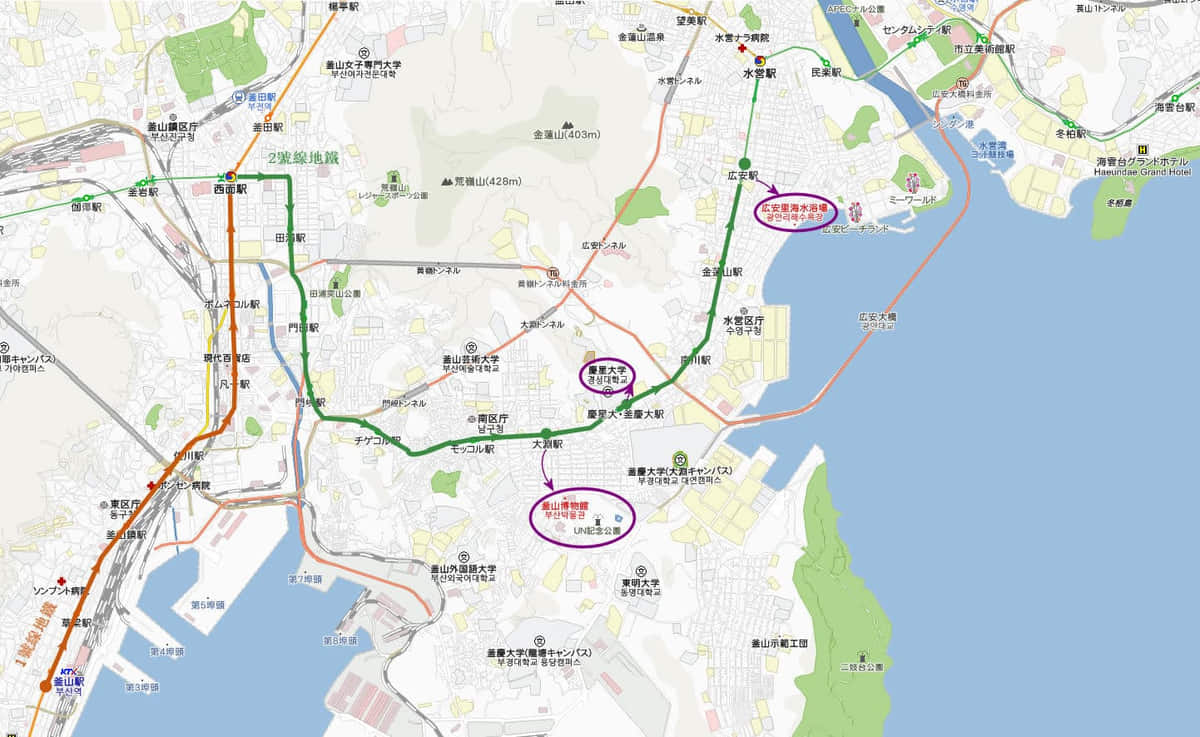 楊亭駅
望美駅
APECナル公園
金蓮山温泉
水営ナラ病院
センタムシティ駅
市立美術館駅
釜山女子専門大学
부산여자전문대학
水営トンネル
水営駅
民楽駅
広安大橋料金所
海雲台駅
釜田駅
부전역
釜田駅
釜山鎮区庁
부산진구청
金蓮山(403m)
シンダン港
冬柏駅
水営湾
ヨット競技場
海雲台グランドホテル
Haeundae Grand Hotel
2號線地鐵
荒嶺山
レジャースポーツ公園
荒嶺山(428m)
広安駅
西面駅
釜岩駅
伽耶駅
ミーワールド
冬栢島
広安里海水浴場
광안리해수욕장
広安ビーチランド
田浦駅
広安トンネル
黄嶺トンネル
TG
黄嶺トンネル料金所
金蓮山駅
田浦突山公園
ポムネコル駅
門田駅
大淵トンネル
水営区庁
수영구청
広安大橋
광안대교
現代百貨店
釜山芸術大学
부산예술대학교
慶星大学
경성대학교
南川駅
凡一駅
門峴駅
門峴トンネル
慶星大・釜慶大駅
南区庁
남구청
チゲコル駅
モッコル駅
大淵駅
佐川駅
ポンセン病院
釜慶大学(大淵キャンパス)
부경대학교 대연캠퍼스
東区庁
동구청
釜山博物館
부산박물관
UN記念公園
釜山鎮駅
釜山外国語大学
부산외국어대학교
第7埠頭
東明大学
동명대학교
ソンプント病院
第5埠頭
草梁駅
1號線地鐵
第8埠頭
第4埠頭
釜慶大学(龍塘キャンパス)
부경대학교 용당캠퍼스
釜山示範工団
二妓台公園
KTX
釜山駅
부산역
第3埠頭